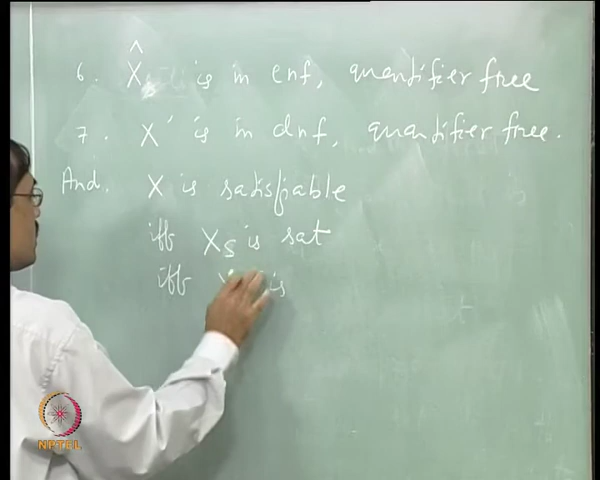 6. X̂ is in cnf, quantifier free
7. X' is in dnf, quantifier free.
And. X is satisfiable
iff Xₛ is sat
iff is
NPTEL